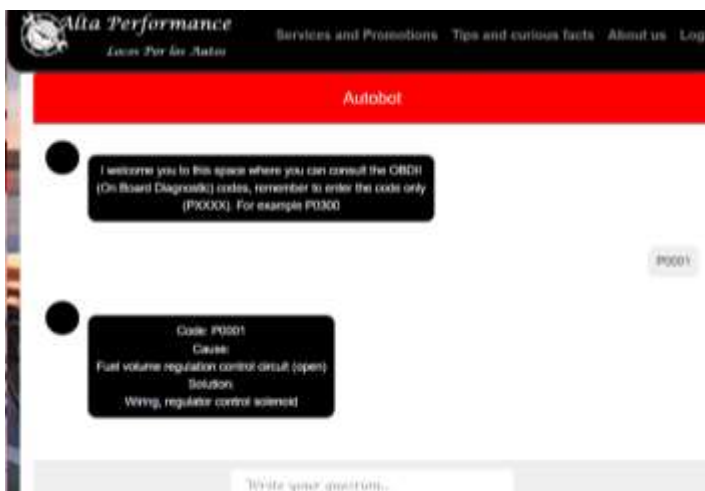 Alta Performance
Locos Por los Autos
Services and Promotions Tips and curious facts About us Log
Autobot
I welcome you to this space where you can consult the OBDII
(On Board Diagnostic) codes, remember to enter the code only
(PXXXX). For example P0300
P0001
Code: P0001
Cause:
Fuel volume regulation control circuit (open)
Solution:
Wiring, regulator control solenoid
Write your question..